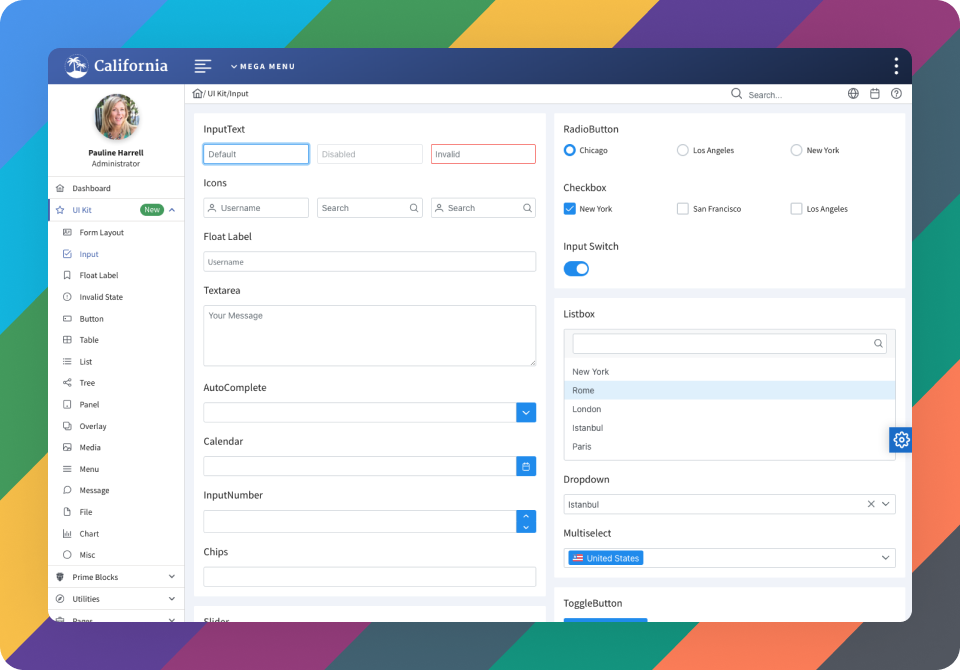 California
MEGA MENU
/ UI Kit/Input
Search...
Pauline Harrell
Administrator
Dashboard
UI Kit New
Form Layout
Input
Float Label
Invalid State
Button
Table
List
Tree
Panel
Overlay
Media
Menu
Message
File
Chart
Misc
Prime Blocks
Utilities
Pages
InputText
Default Disabled Invalid
Icons
Username Search Search
Float Label
Username
Textarea
Your Message
AutoComplete
Calendar
InputNumber
Chips
Slider
RadioButton
Chicago Los Angeles New York
Checkbox
New York San Francisco Los Angeles
Input Switch
Listbox
New York
Rome
London
Istanbul
Paris
Dropdown
Istanbul
Multiselect
United States
ToggleButton